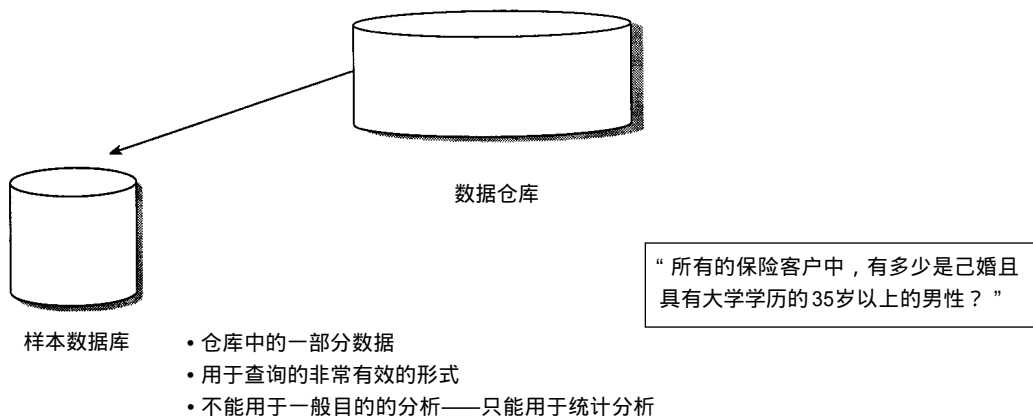 数据仓库
“ 所有的保险客户中，有多少是己婚且
具有大学学历的35岁以上的男性？”
样本数据库
• 仓库中的一部分数据
• 用于查询的非常有效的形式
• 不能用于一般目的的分析——只能用于统计分析